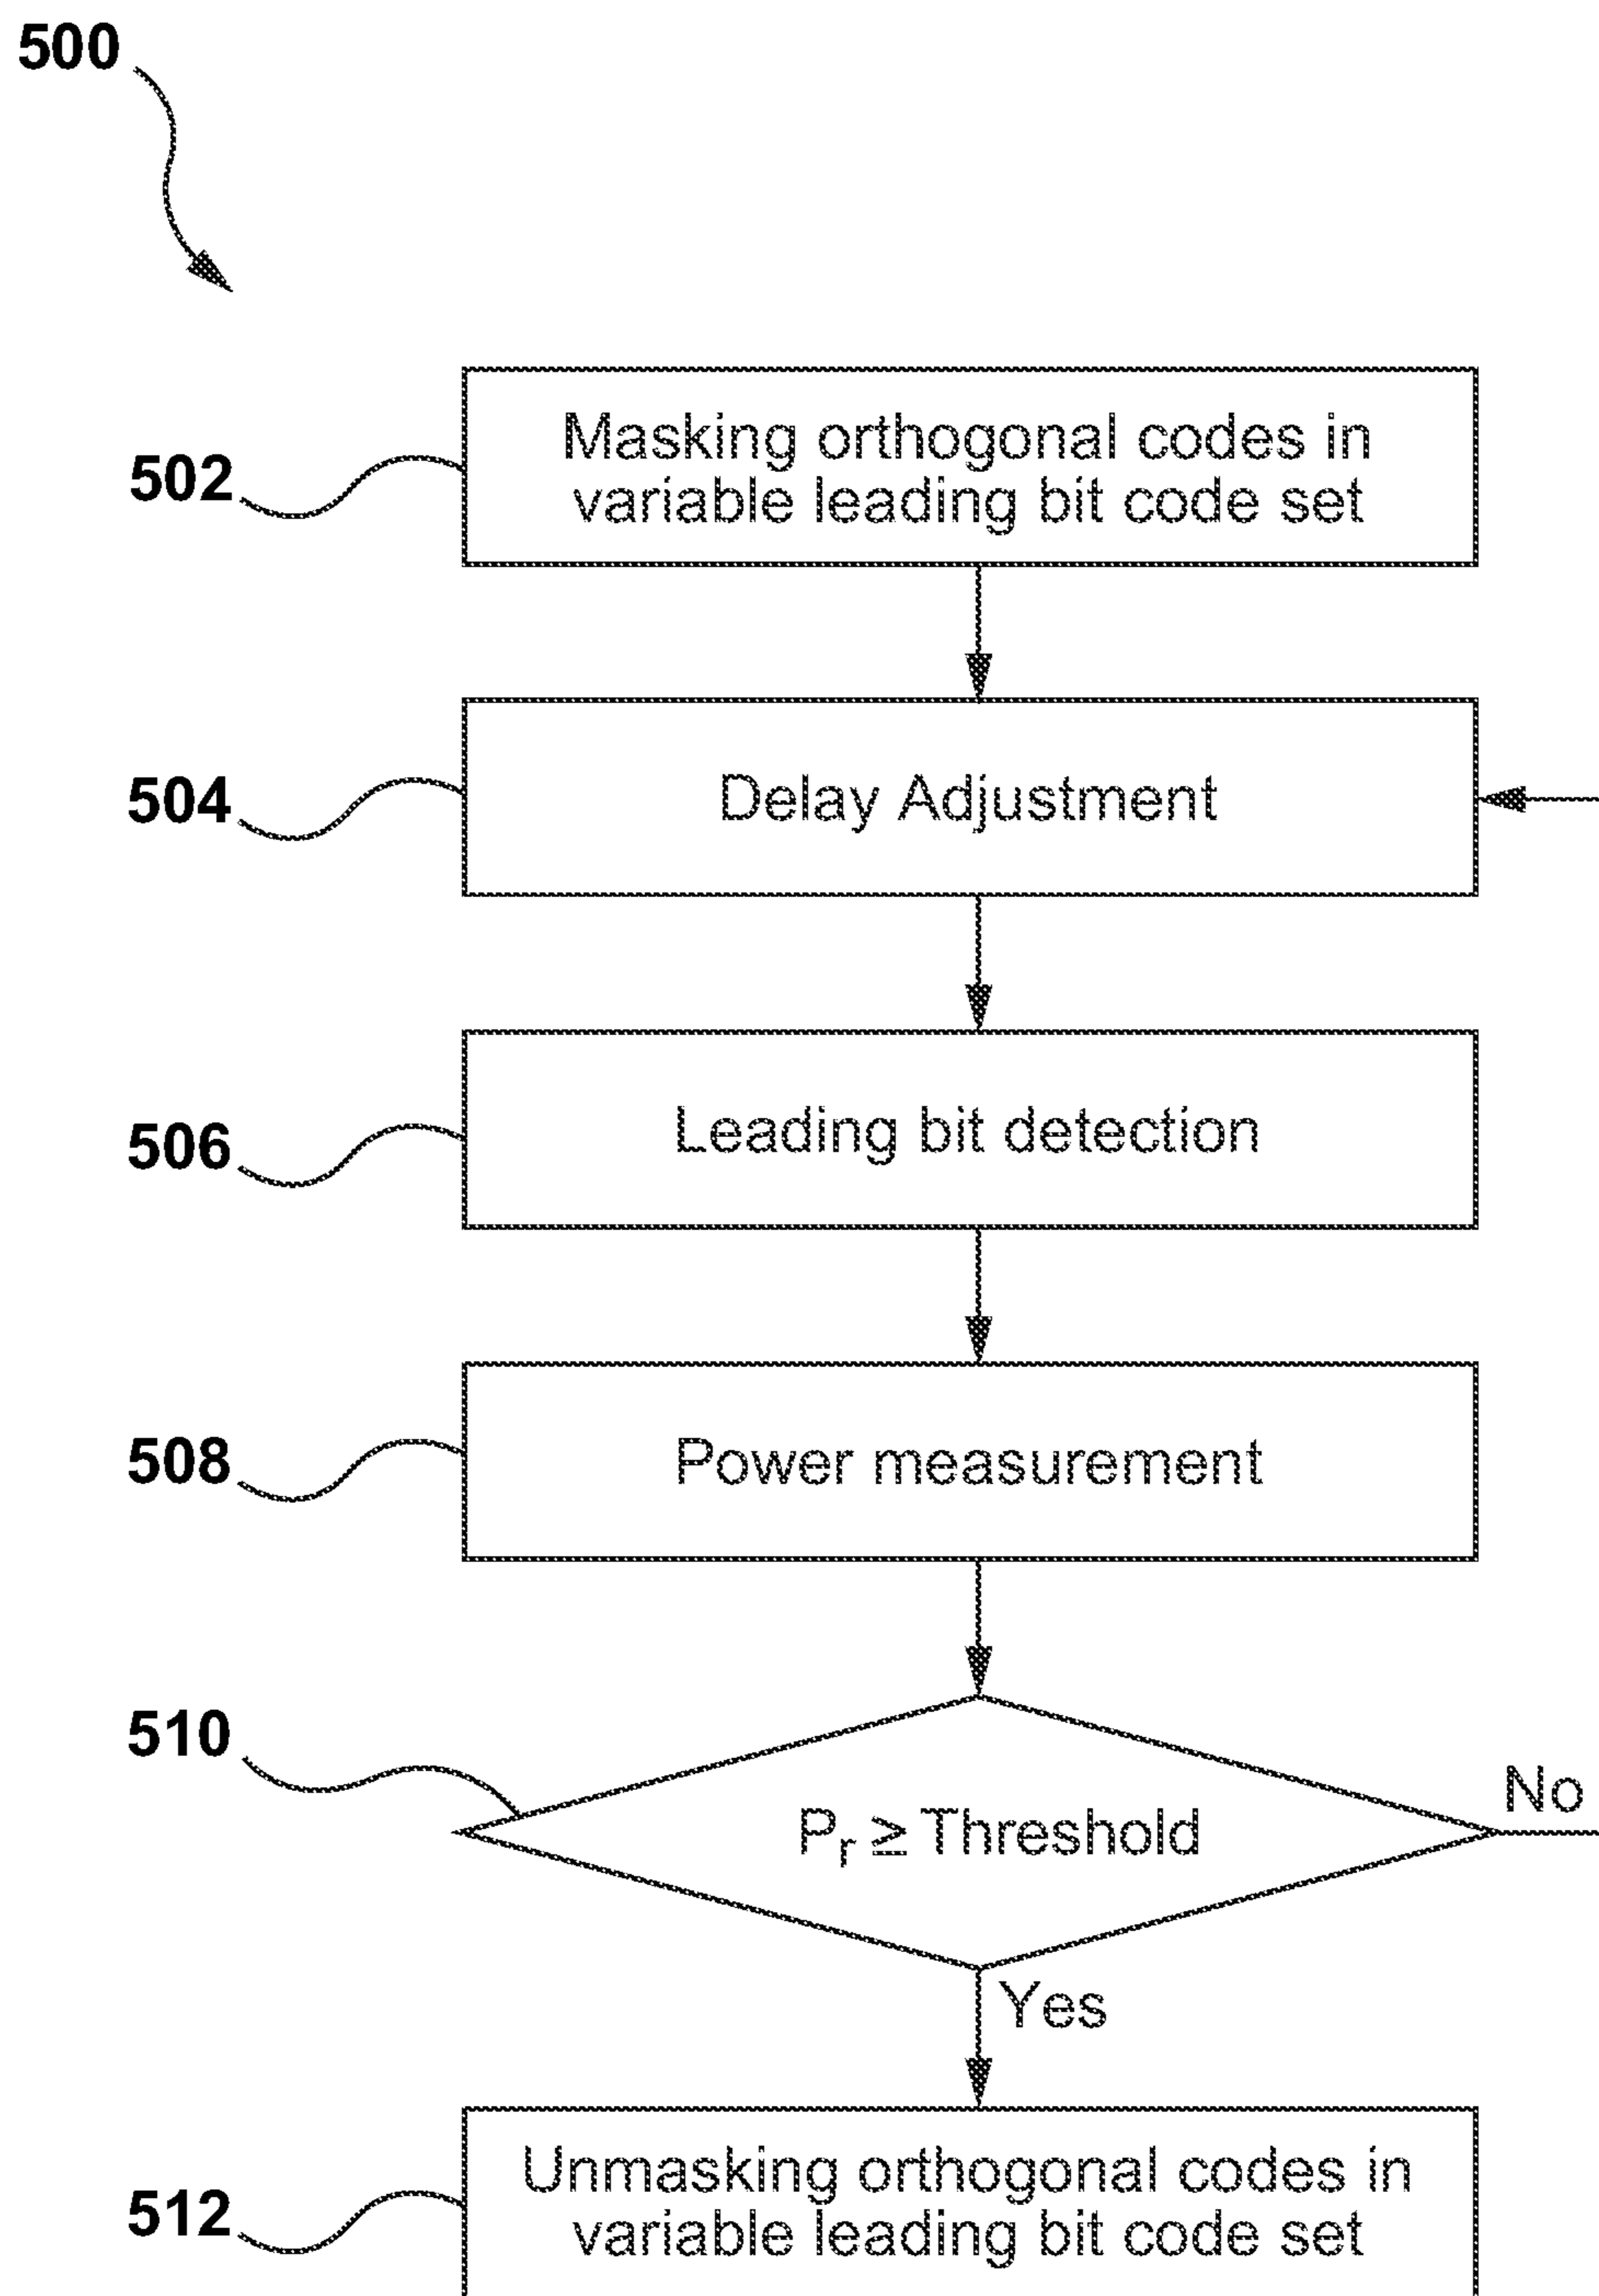 500
502
Masking orthogonal codes in
variable leading bit code set
504
Delay Adjustment
506
Leading bit detection
508
Power measurement
510
Pr ≥ Threshold
No
Yes
512
Unmasking orthogonal codes in
variable leading bit code set